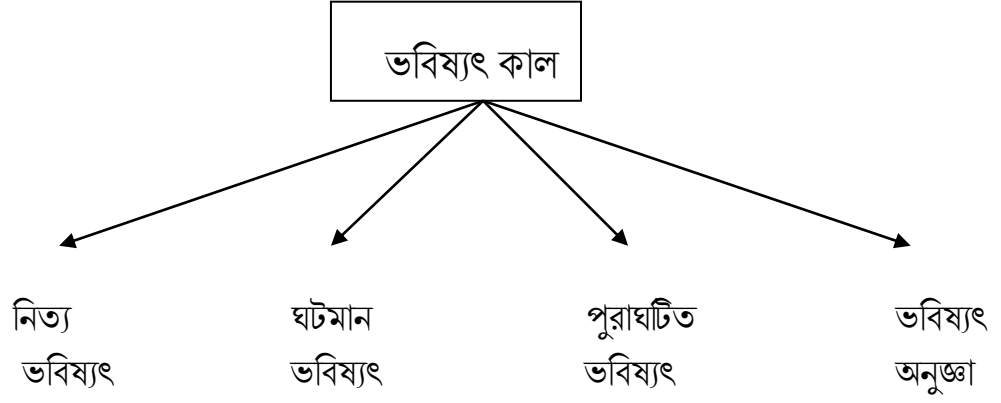 ভবিষ্যৎ কাল
নিত্য
ভবিষ্যৎ
ঘটমান
ভবিষ্যৎ
পুরাঘটিত
ভবিষ্যৎ
ভবিষ্যৎ
অনুজ্ঞা